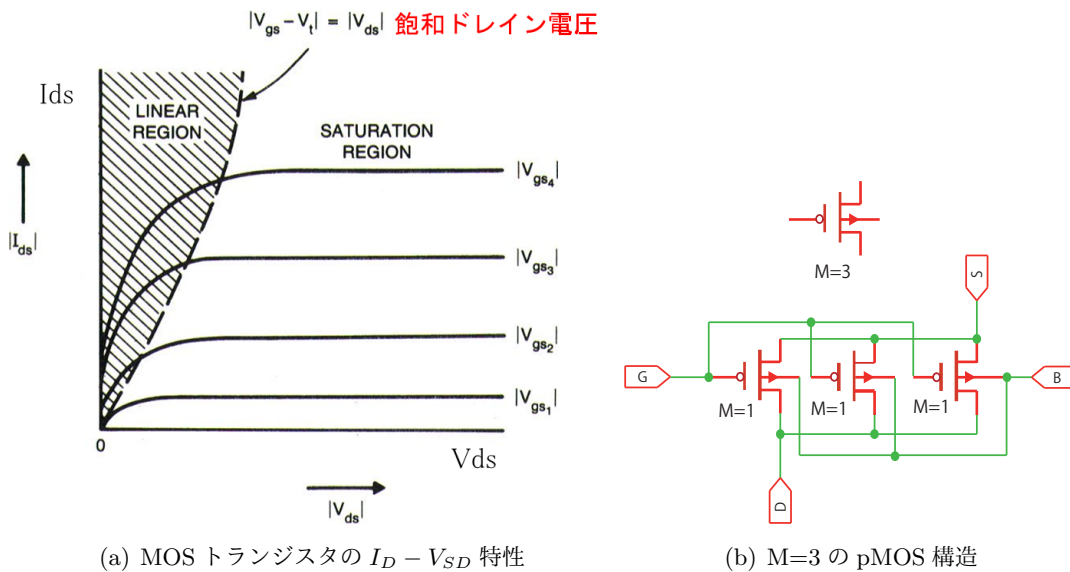 |Vgs – Vt| = |Vds| 飽和ドレイン電圧
Ids
LINEAR
REGION
SATURATION
REGION
|Ids|
|Vgs4|
|Vgs3|
|Vgs2|
|Vgs1|
0
Vds
|Vds|
(a) MOS トランジスタの ID − VSD 特性
M=3
S
G
B
M=1
M=1
M=1
D
(b) M=3 の pMOS 構造